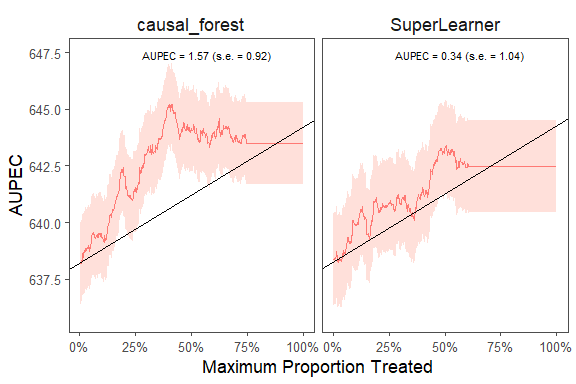 causal_forest SuperLearner
AUPEC = 1.57 (s.e. = 0.92) AUPEC = 0.34 (s.e. = 1.04)
647.5
645.0
642.5
640.0
637.5
AUPEC
0% 25% 50% 75% 100% 0% 25% 50% 75% 100%
Maximum Proportion Treated